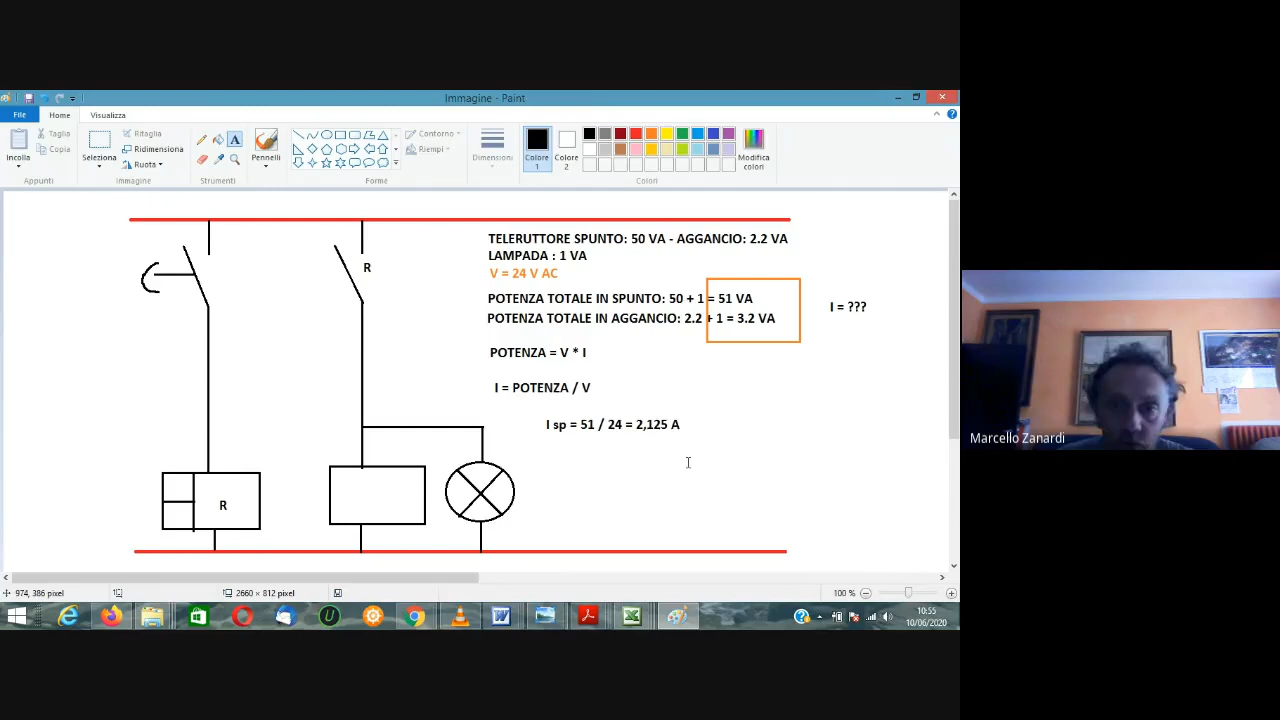 Immagine - Paint
File Home Visualizza
Incolla
Taglia
Copia
Appunti
Seleziona
Ritaglia
Ridimensiona
Ruota
Immagine
Strumenti
Pennelli
Contorno
Riempi
Forme
Dimensioni
Colore 1
Colore 2
Modifica colori
Colori
TELERUTTORE SPUNTO: 50 VA - AGGANCIO: 2.2 VA
LAMPADA : 1 VA
V = 24 V AC
POTENZA TOTALE IN SPUNTO: 50 + 1 = 51 VA
POTENZA TOTALE IN AGGANCIO: 2.2 + 1 = 3.2 VA
I = ???
POTENZA = V * I
I = POTENZA / V
I sp = 51 / 24 = 2,125 A
R
R
Marcello Zanardi
974, 386 pixel
2660 × 812 pixel
100 %
10:55
10/06/2020